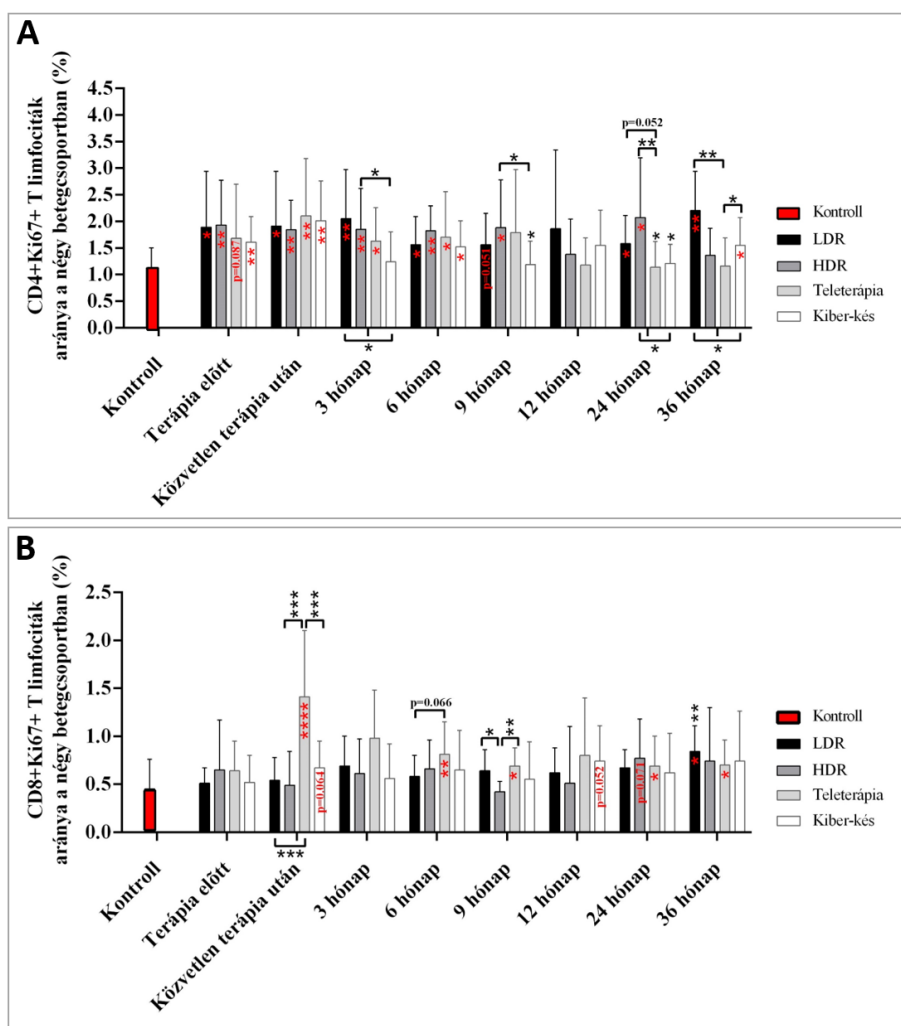 A
CD4+Ki67+ T limfociták
aránya a négy betegcsoportban (%)
4.5
4.0
3.5
3.0
2.5
2.0
1.5
1.0
0.5
0.0
*
**
p=0.087
**
*
**
**
**
**
**
*
*
*
**
*
*
p=0.051
*
*
*
p=0.052
**
*
*
*
*
**
*
**
*
*
*
*
Kontroll
LDR
HDR
Teleterápia
Kiber-kés
Kontroll
Terápia előtt
Közvetlen terápia után
3 hónap
6 hónap
9 hónap
12 hónap
24 hónap
36 hónap
B
CD8+Ki67+ T limfociták
aránya a négy betegcsoportban (%)
2.5
2.0
1.5
1.0
0.5
0.0
***
***
****
p=0.064
***
p=0.066
**
*
**
*
p=0.052
p=0.071
*
**
*
*
Kontroll
LDR
HDR
Teleterápia
Kiber-kés
Kontroll
Terápia előtt
Közvetlen terápia után
3 hónap
6 hónap
9 hónap
12 hónap
24 hónap
36 hónap